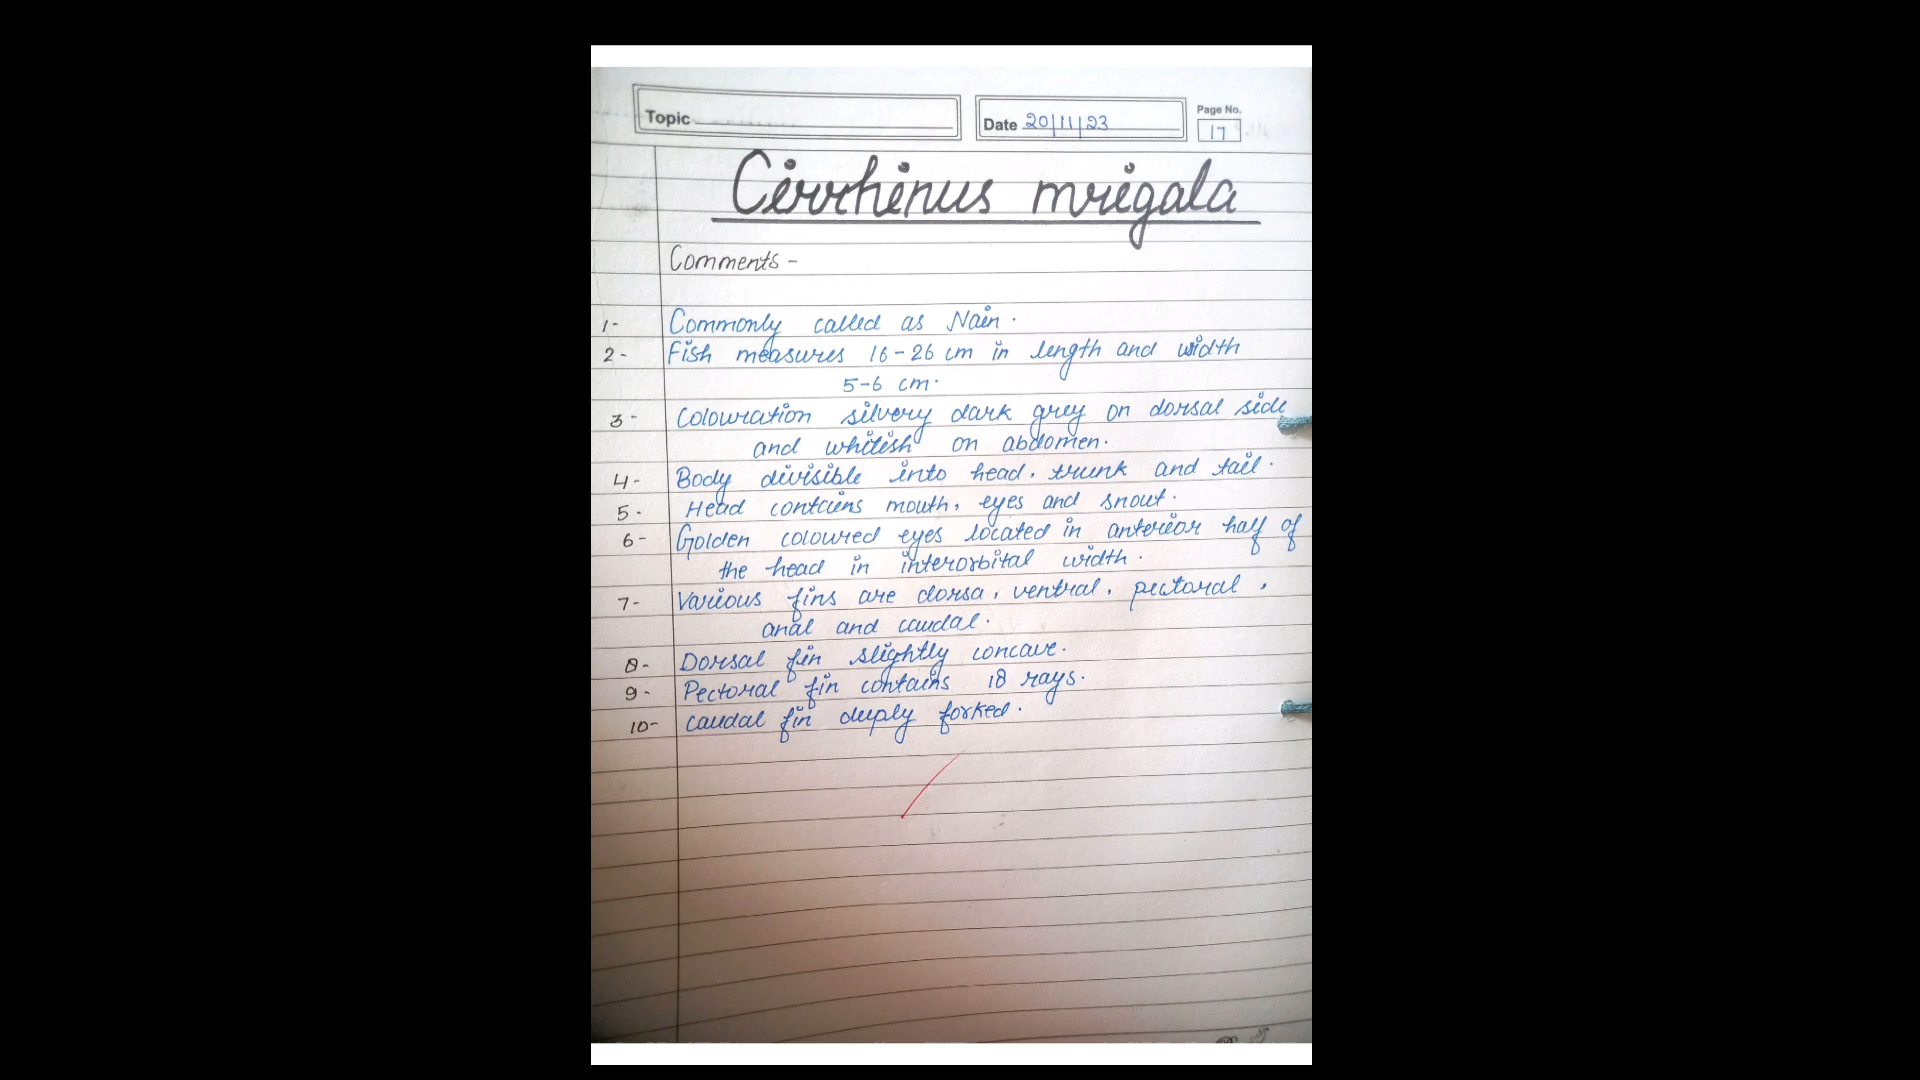 Topic
Date 20/11/23
Page No.
17
Cirrhinus mrigala
Comments -
1- Commonly called as Nain.
2- Fish measures 16-26 cm in length and width
5-6 cm.
3- Colouration silvery dark grey on dorsal side
and whitish on abdomen.
4- Body divisible into head, trunk and tail.
5- Head contains mouth, eyes and snout.
6- Golden coloured eyes located in anterior half of
the head in interorbital width.
7- Various fins are dorsa, ventral, pectoral,
anal and caudal.
8- Dorsal fin slightly concave.
9- Pectoral fin contains 18 rays.
10- Caudal fin deeply forked.